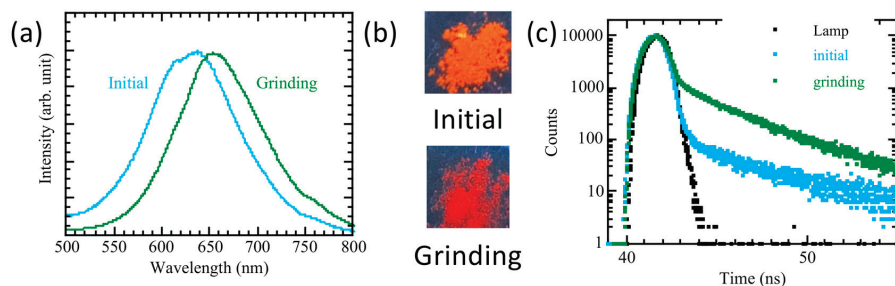 (a)
Initial
Grinding
Intensity (arb. unit)
500 550 600 650 700 750 800
Wavelength (nm)
(b)
Initial
Grinding
(c)
10000
1000
100
10
1
Counts
Lamp
initial
grinding
40 50
Time (ns)